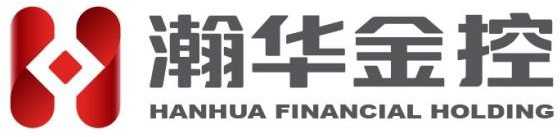 瀚华金控
HANHUA FINANCIAL HOLDING